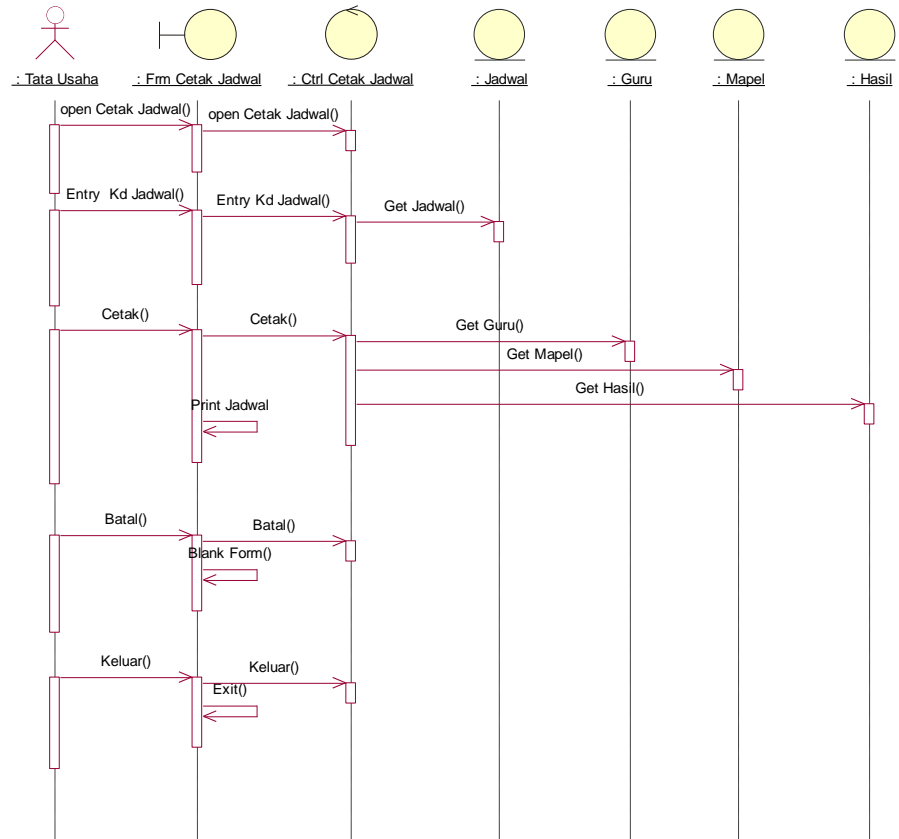 : Tata Usaha
: Frm Cetak Jadwal
: Ctrl Cetak Jadwal
: Jadwal
: Guru
: Mapel
: Hasil
open Cetak Jadwal()
open Cetak Jadwal()
Entry  Kd Jadwal()
Entry Kd Jadwal()
Get Jadwal()
Cetak()
Cetak()
Get Guru()
Get Mapel()
Get Hasil()
Print Jadwal
Batal()
Batal()
Blank Form()
Keluar()
Keluar()
Exit()